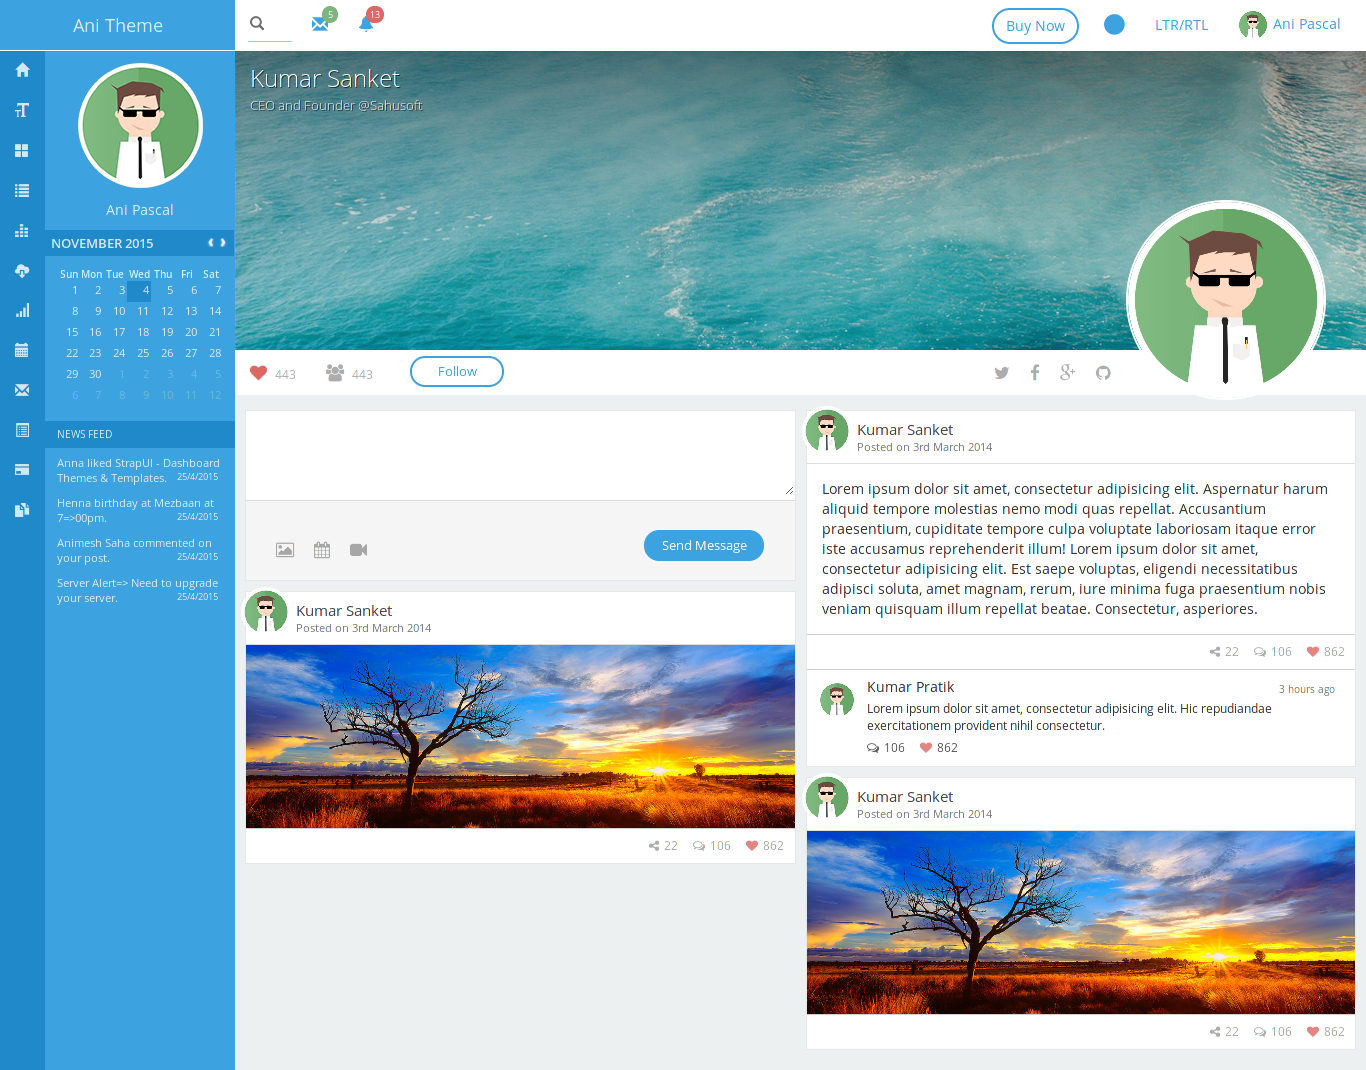 Ani Theme
5
13
Buy Now
LTR/RTL
Ani Pascal
Ani Pascal
NOVEMBER 2015
Sun Mon Tue Wed Thu Fri Sat
1 2 3 4 5 6 7
8 9 10 11 12 13 14
15 16 17 18 19 20 21
22 23 24 25 26 27 28
29 30 1 2 3 4 5
6 7 8 9 10 11 12
NEWS FEED
Anna liked StrapUI - Dashboard
Themes & Templates. 25/4/2015
Henna birthday at Mezbaan at
7=>00pm. 25/4/2015
Animesh Saha commented on
your post. 25/4/2015
Server Alert=> Need to upgrade
your server. 25/4/2015
Kumar Sanket
CEO and Founder @Sahusoft
443
443
Follow
Send Message
Kumar Sanket
Posted on 3rd March 2014
22 106 862
Kumar Sanket
Posted on 3rd March 2014
Lorem ipsum dolor sit amet, consectetur adipisicing elit. Aspernatur harum
aliquid tempore molestias nemo modi quas repellat. Accusantium
praesentium, cupiditate tempore culpa voluptate laboriosam itaque error
iste accusamus reprehenderit illum! Lorem ipsum dolor sit amet,
consectetur adipisicing elit. Est saepe voluptas, eligendi necessitatibus
adipisci soluta, amet magnam, rerum, iure minima fuga praesentium nobis
veniam quisquam illum repellat beatae. Consectetur, asperiores.
22 106 862
Kumar Pratik
3 hours ago
Lorem ipsum dolor sit amet, consectetur adipisicing elit. Hic repudiandae
exercitationem provident nihil consectetur.
106 862
Kumar Sanket
Posted on 3rd March 2014
22 106 862